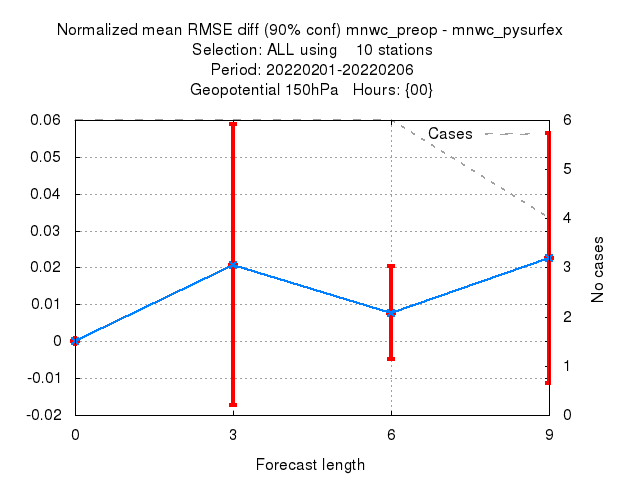 Normalized mean RMSE diff (90% conf) mnwc_preop - mnwc_pysurfex
Selection: ALL using    10 stations
Period: 20220201-20220206
Geopotential 150hPa   Hours: {00}
Cases
0.06
0.05
0.04
0.03
0.02
0.01
0
-0.01
-0.02
6
5
4
3
2
1
0
No cases
0
3
6
9
Forecast length